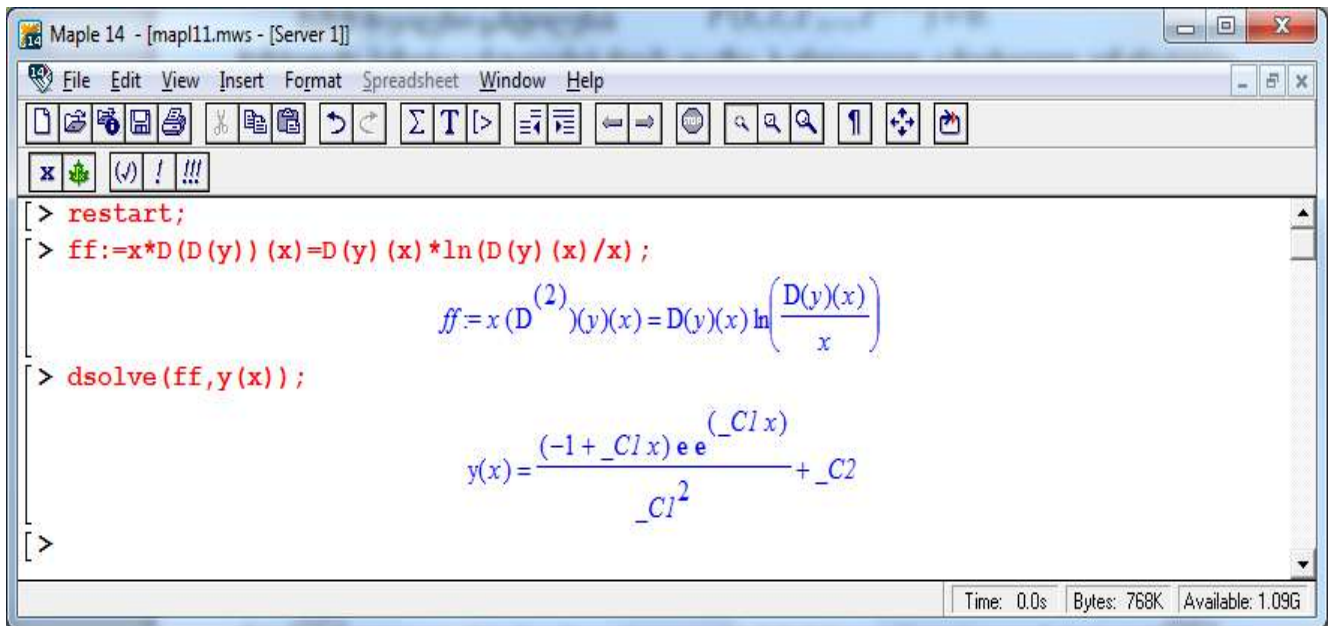 Maple 14 - [mapl11.mws - [Server 1]]
File Edit View Insert Format Spreadsheet Window Help
[> restart;
[> ff:=x*D(D(y))(x)=D(y)(x)*ln(D(y)(x)/x);
ff := x (D^(2))(y)(x) = D(y)(x) ln(D(y)(x)/x)
[> dsolve(ff,y(x));
y(x) = (-1 + _C1 x) e e^(_C1 x)/_C1^2 + _C2
[>
Time: 0.0s Bytes: 768K Available: 1.09G